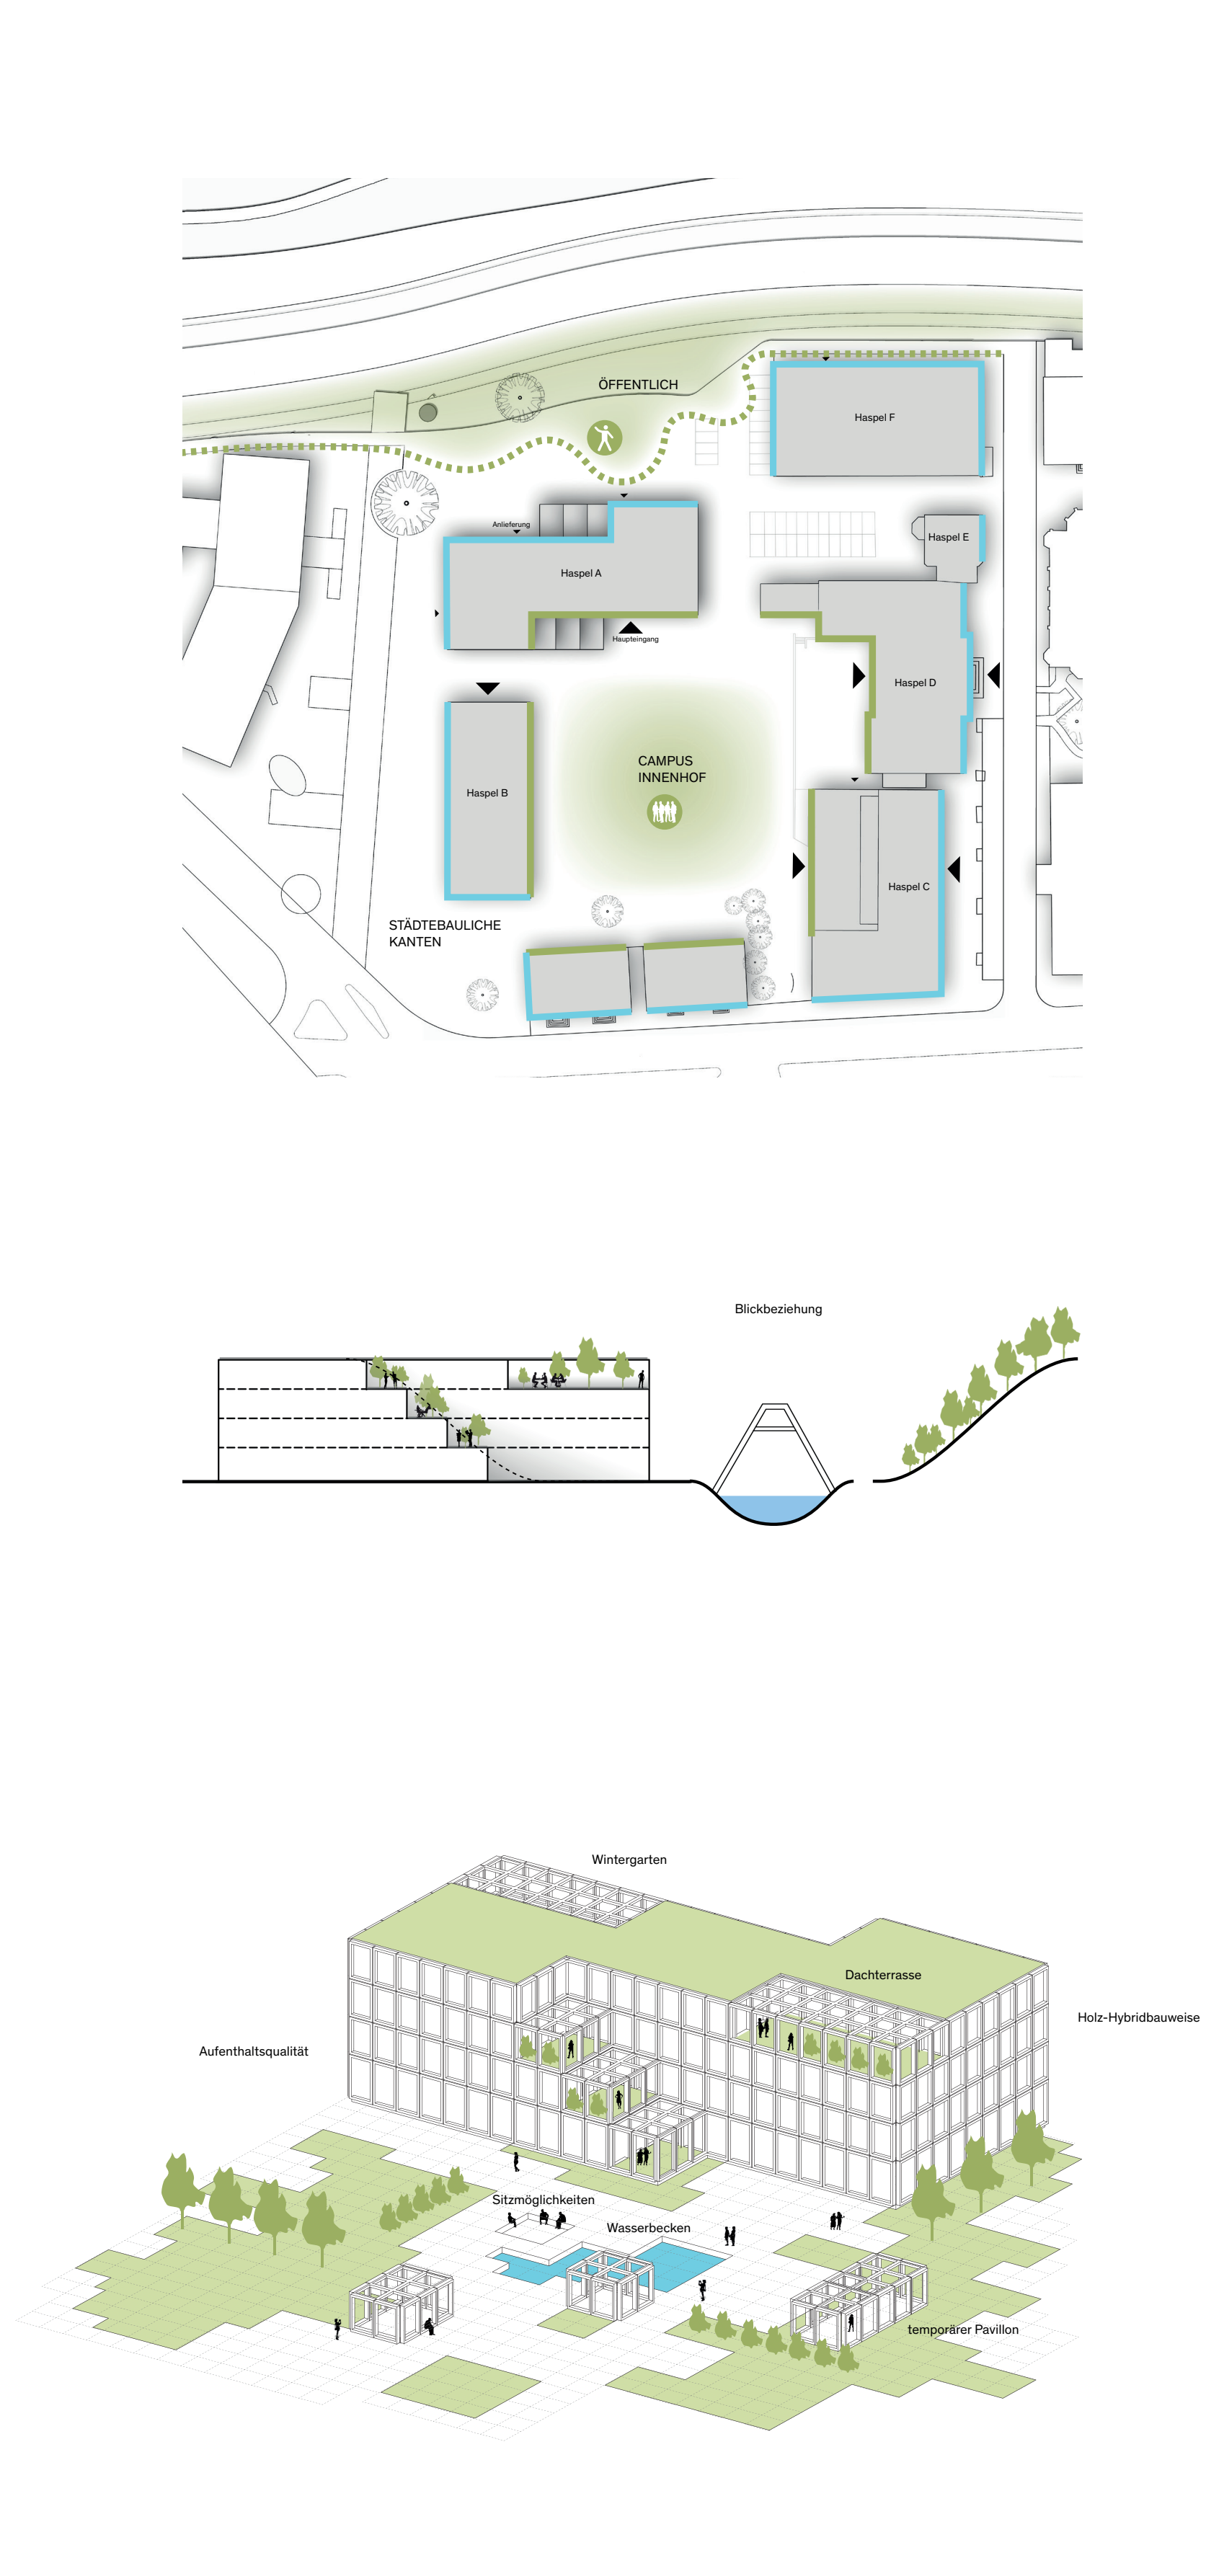 ÖFFENTLICH
Haspel F
Anlieferung
Haspel E
Haspel A
Haupteingang
Haspel D
CAMPUS
INNENHOF
Haspel B
Haspel C
STÄDTEBAULICHE
KANTEN
Blickbeziehung
Wintergarten
Dachterrasse
Holz-Hybridbauweise
Aufenthaltsqualität
Sitzmöglichkeiten
Wasserbecken
temporärer Pavillon